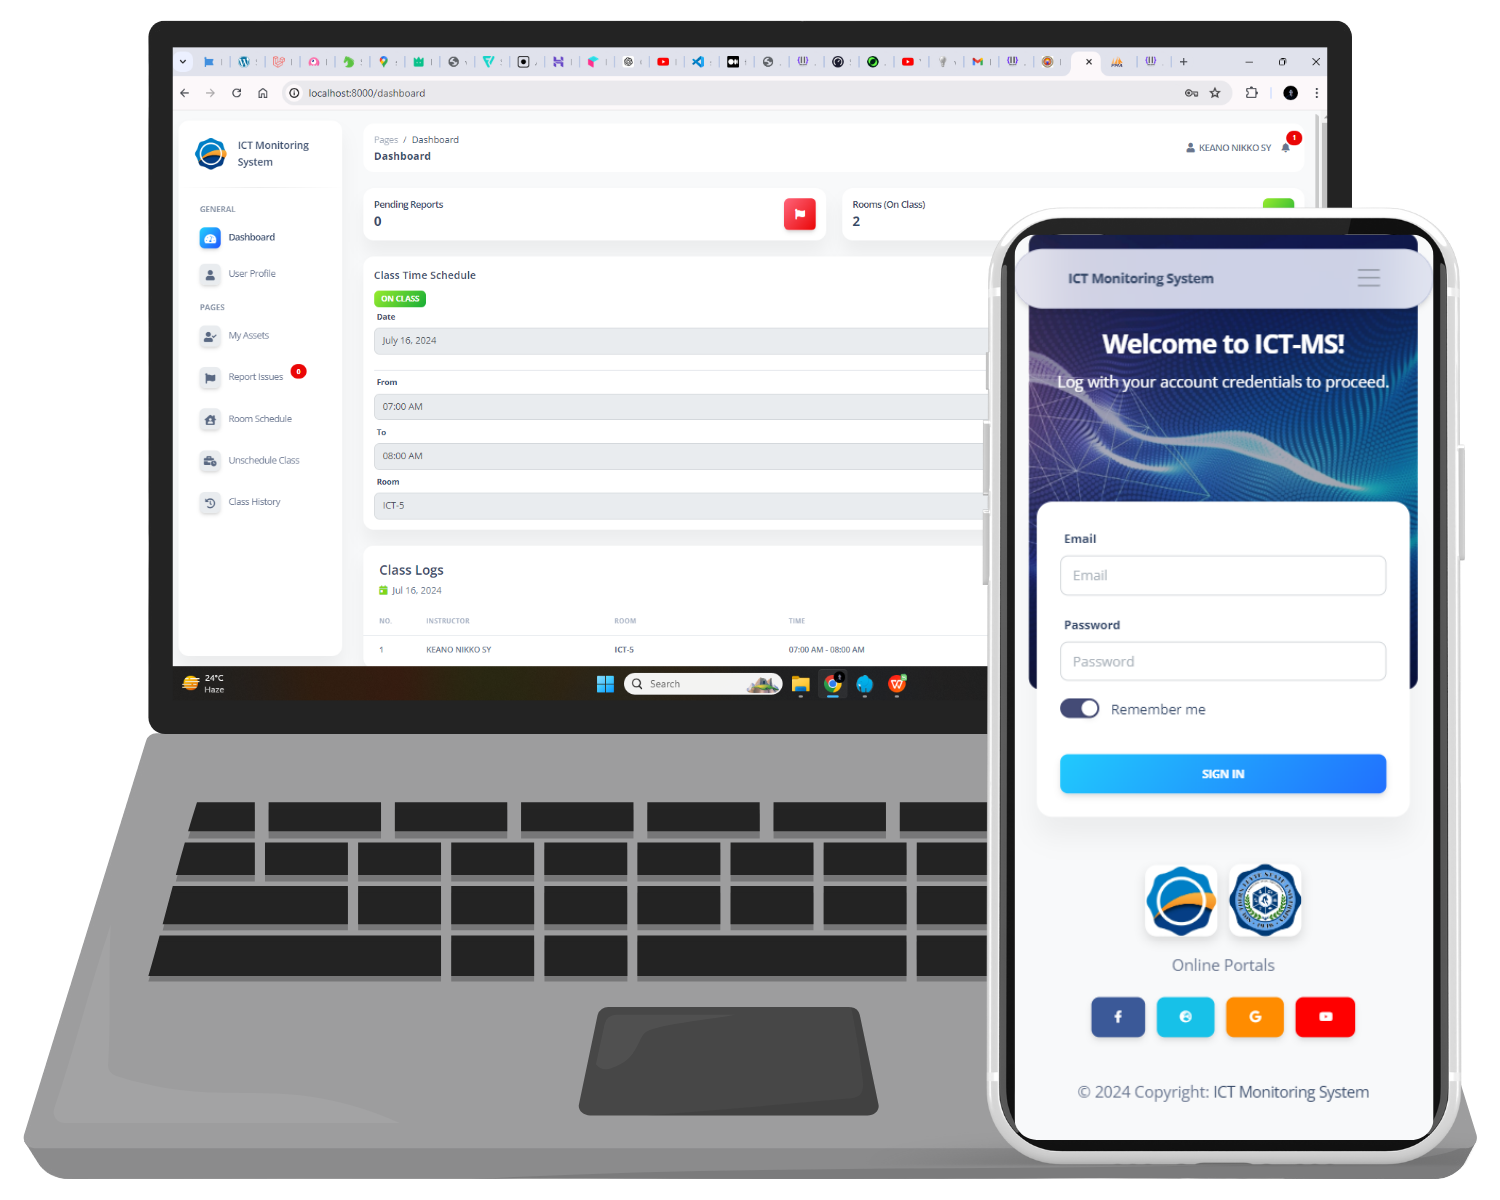 localhost:8000/dashboard
ICT Monitoring
System
GENERAL
Dashboard
User Profile
PAGES
My Assets
Report Issues 0
Room Schedule
Unschedule Class
Class History
Pages / Dashboard
Dashboard
KEANO NIKKO SY 1
Pending Reports
0
Rooms (On Class)
2
Class Time Schedule
ON CLASS
Date
July 16, 2024
From
07:00 AM
To
08:00 AM
Room
ICT-5
Class Logs
Jul 16, 2024
NO. INSTRUCTOR ROOM TIME
1 KEANO NIKKO SY ICT-5 07:00 AM - 08:00 AM
24°C
Haze
Search
ICT Monitoring System
Welcome to ICT-MS!
Log with your account credentials to proceed.
Email
Email
Password
Password
Remember me
SIGN IN
Online Portals
© 2024 Copyright: ICT Monitoring System